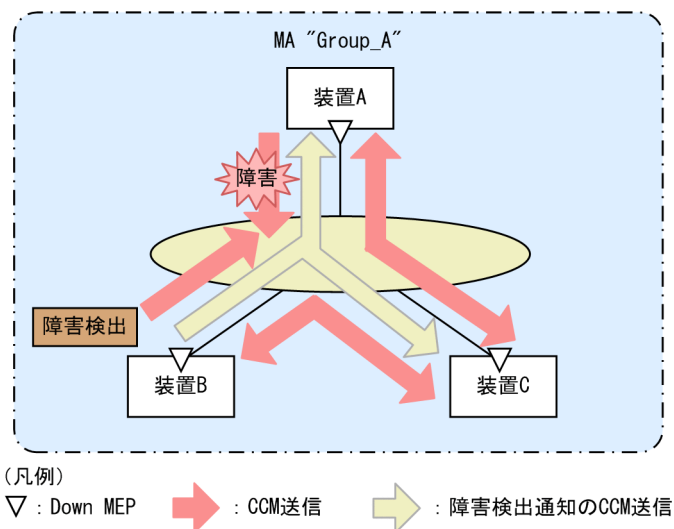 MA "Group_A"
装置A
障害
障害検出
装置B
装置C
(凡例)
: Down MEP
: CCM送信
: 障害検出通知のCCM送信